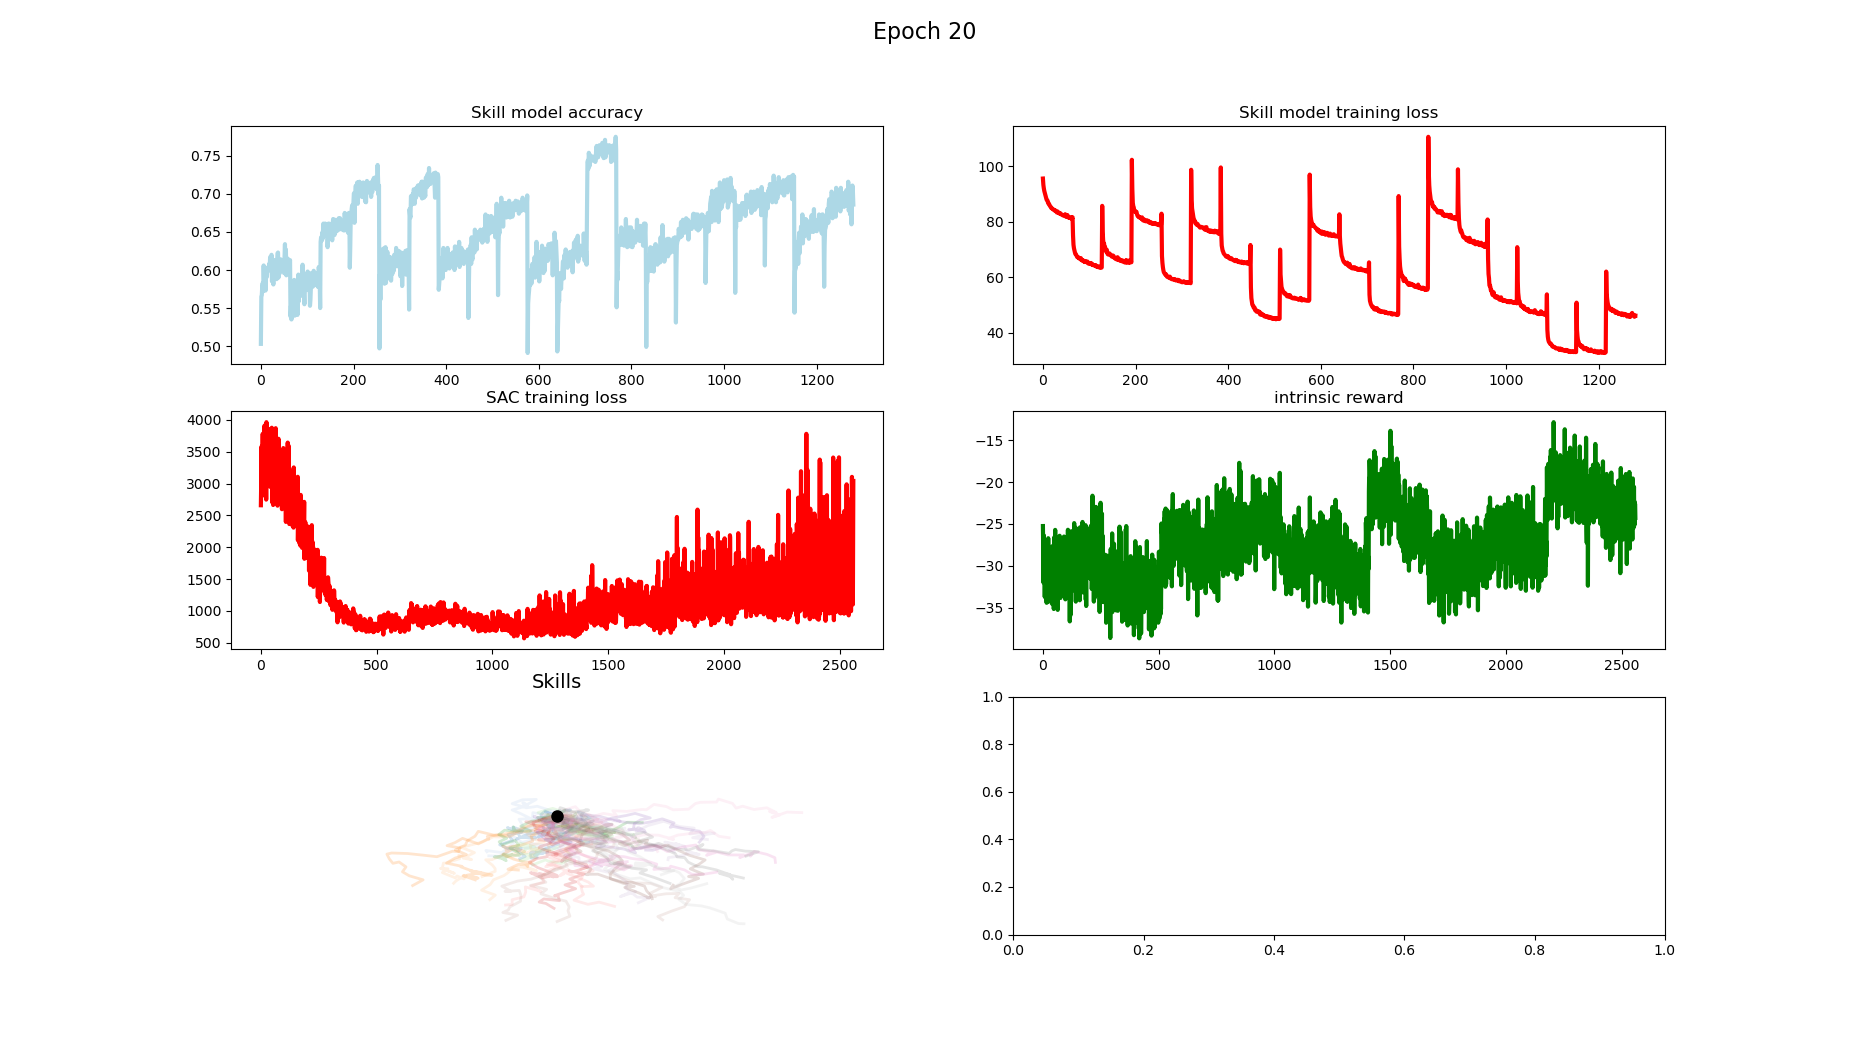 Epoch 20
Skill model accuracy
0.75
0.70
0.65
0.60
0.55
0.50
0 200 400 600 800 1000 1200
Skill model training loss
100
80
60
40
0 200 400 600 800 1000 1200
SAC training loss
4000
3500
3000
2500
2000
1500
1000
500
0 500 1000 1500 2000 2500
intrinsic reward
−15
−20
−25
−30
−35
0 500 1000 1500 2000 2500
Skills
1.0
0.8
0.6
0.4
0.2
0.0
0.0 0.2 0.4 0.6 0.8 1.0